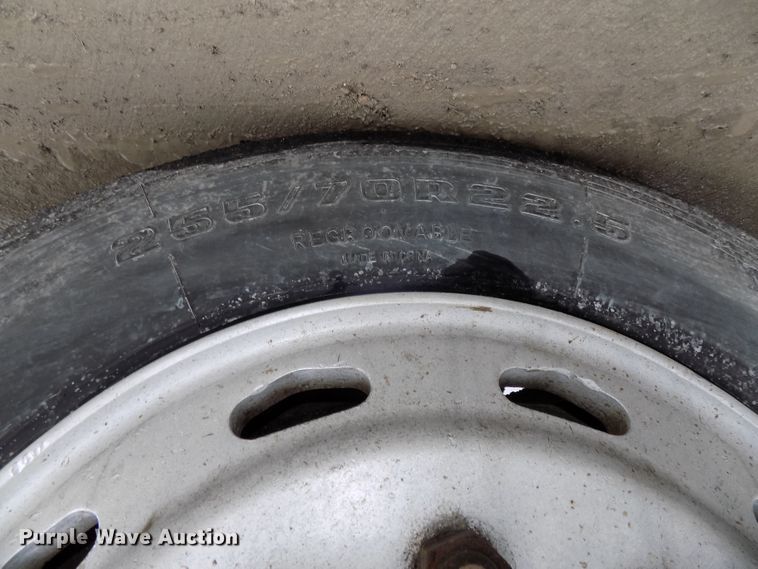 255/70R22.5
REGROOVABLE
MADE IN CHINA
Purple Wave Auction